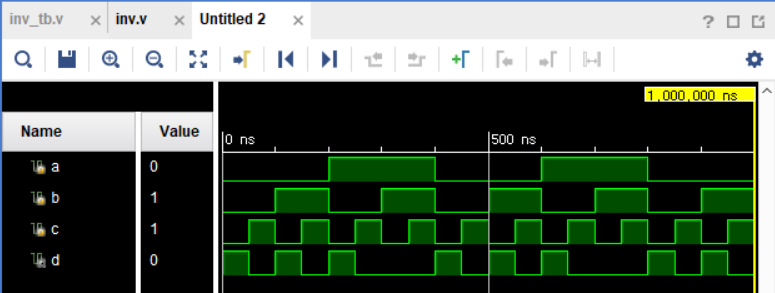 inv_tb.v × inv.v × Untitled 2 ×
?
1,000,000 ns
Name Value
0 ns 500 ns
a 0
b 1
c 1
d 0